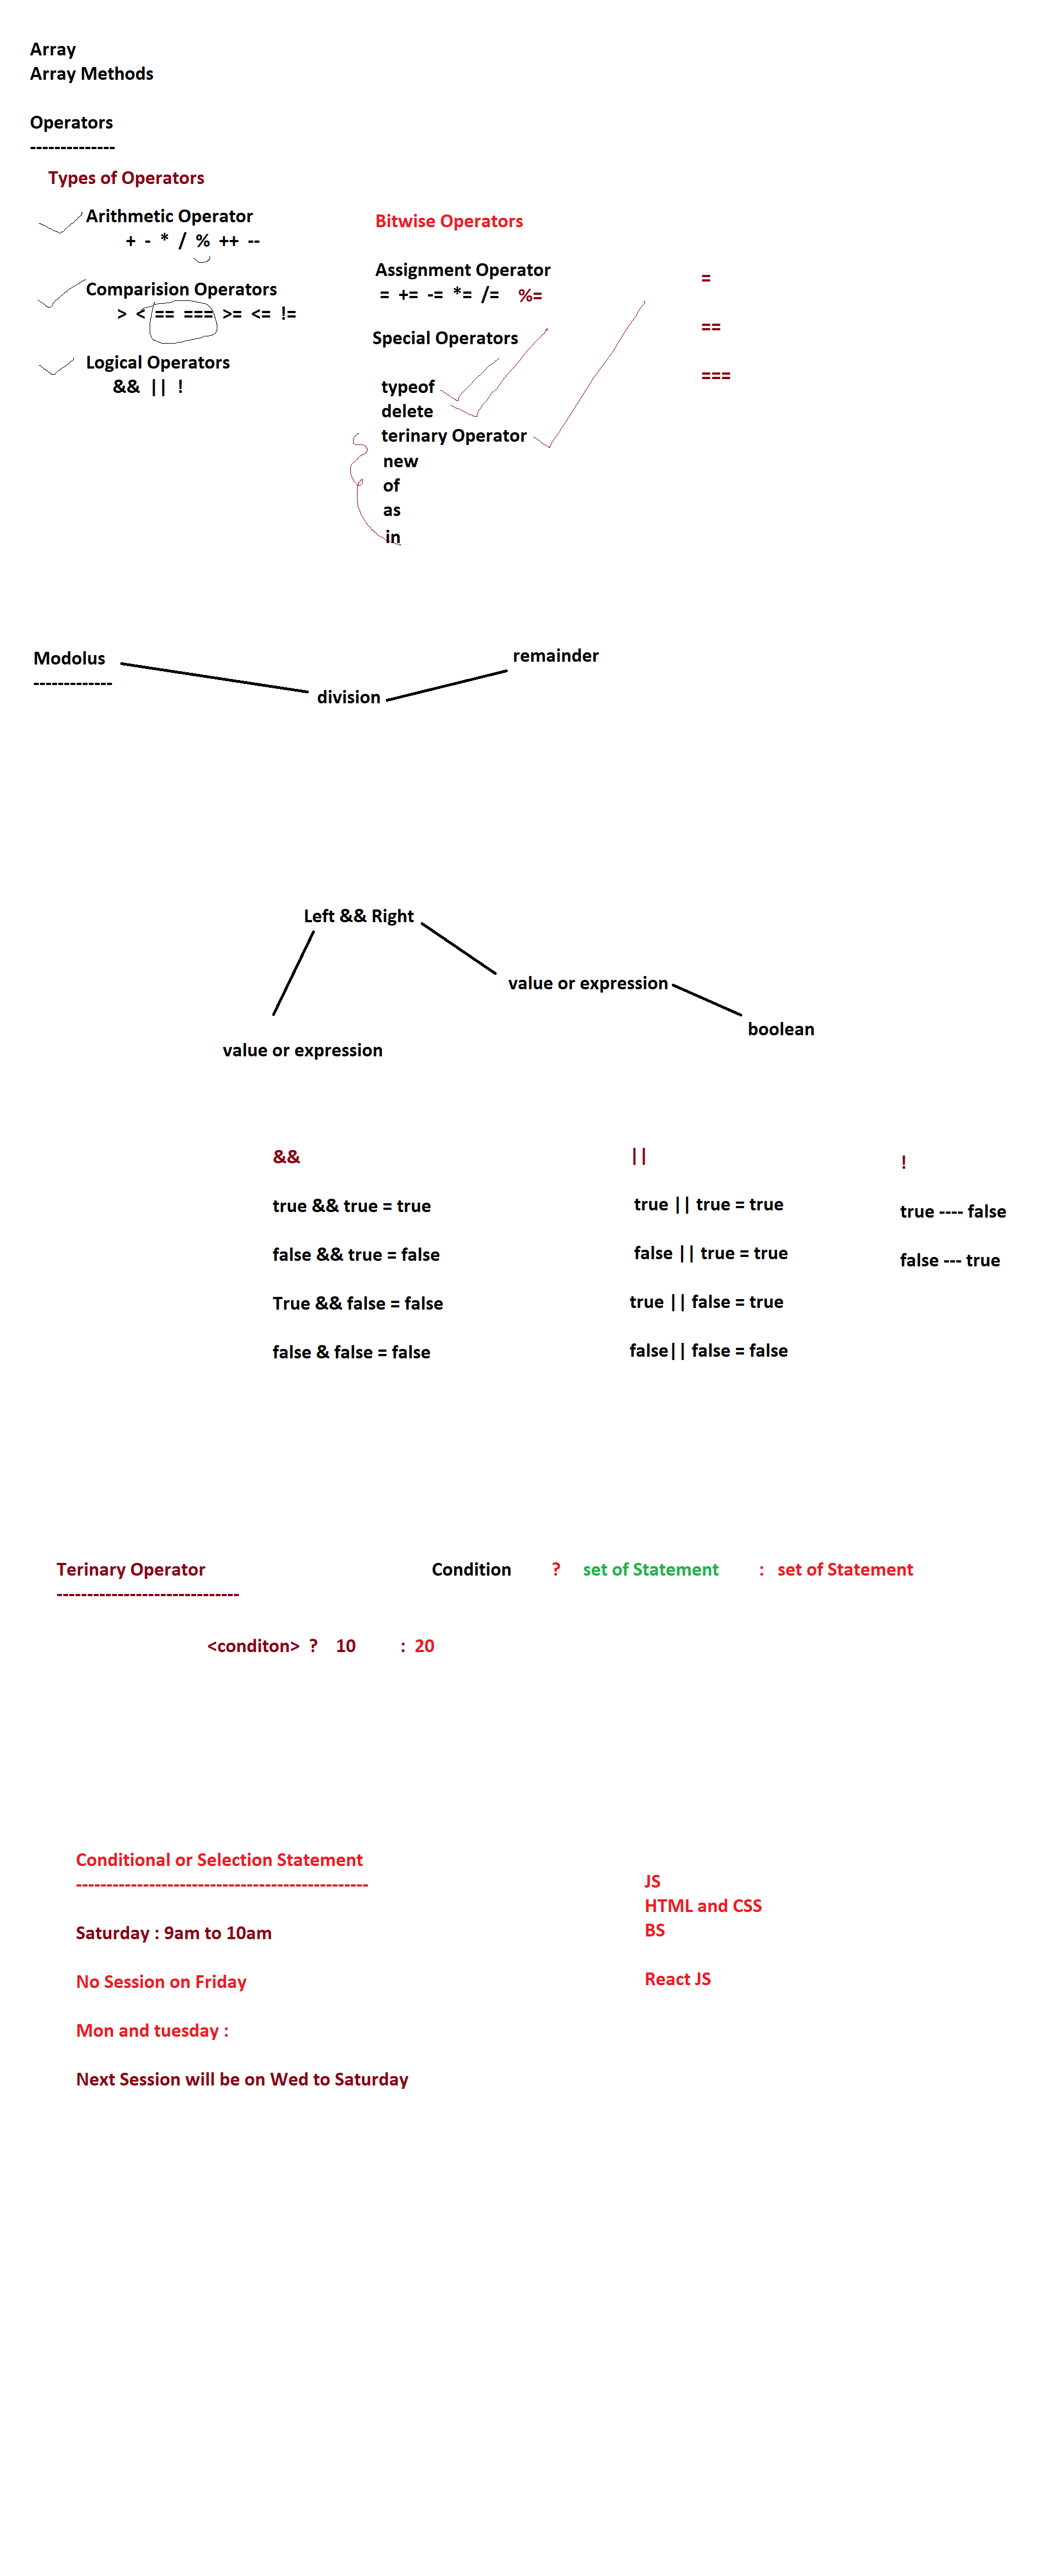 Array
Array Methods
Operators
--------------
Types of Operators
Arithmetic Operator
+ - * / % ++ --
Comparision Operators
> < == === >= <= !=
Logical Operators
&& || !
Bitwise Operators
Assignment Operator
= += -= *= /= %=
Special Operators
typeof
delete
terinary Operator
new
of
as
in
=
==
===
Modolus
-------------
division
remainder
Left && Right
value or expression
value or expression
boolean
&&
true && true = true
false && true = false
True && false = false
false & false = false
||
true || true = true
false || true = true
true || false = true
false|| false = false
!
true ---- false
false --- true
Terinary Operator
------------------------------
Condition ? set of Statement : set of Statement
<conditon> ? 10 : 20
Conditional or Selection Statement
------------------------------------------------
Saturday : 9am to 10am
No Session on Friday
Mon and tuesday :
Next Session will be on Wed to Saturday
JS
HTML and CSS
BS
React JS